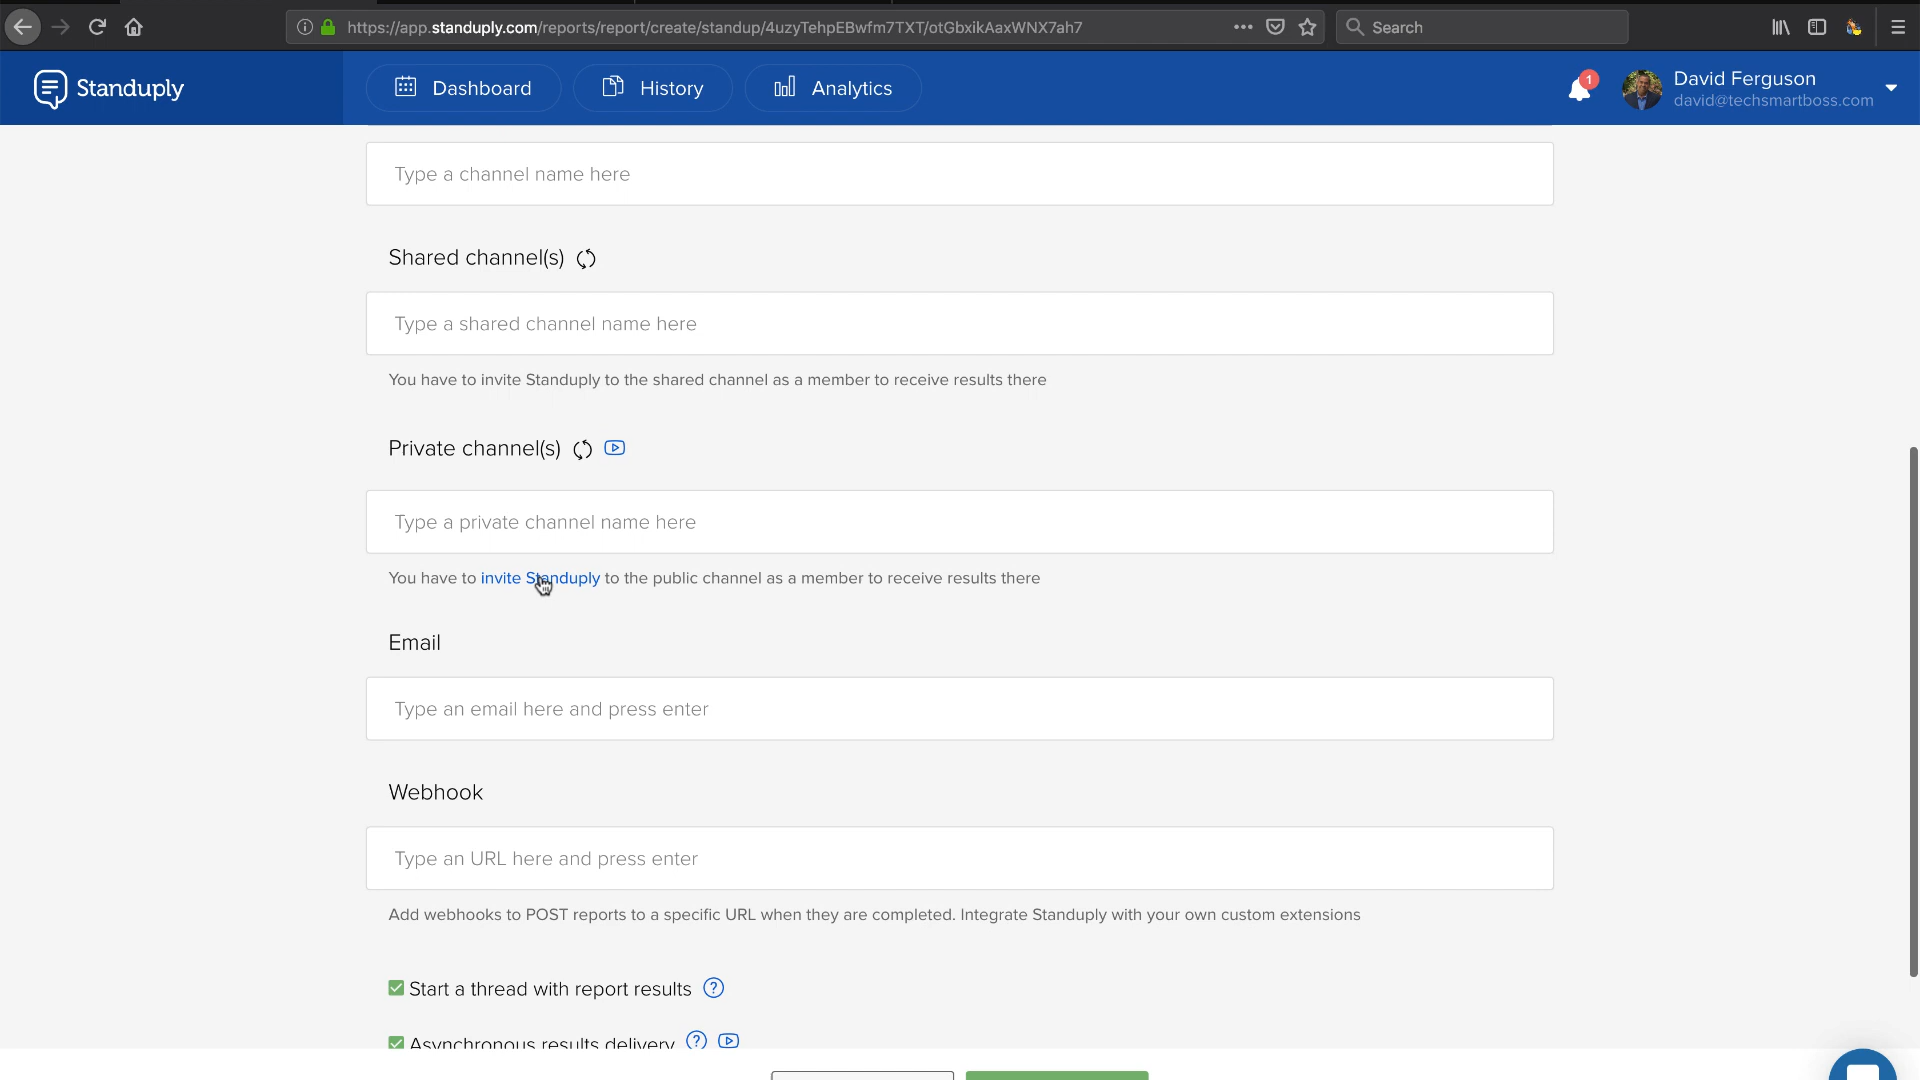 https://app.standuply.com/reports/report/create/standup/4uzyTehpEBwfm7TXT/otGbxikAaxWNX7ah7
Search
Standuply
Dashboard
History
Analytics
1
David Ferguson
david@techsmartboss.com
Type a channel name here
Shared channel(s)
Type a shared channel name here
You have to invite Standuply to the shared channel as a member to receive results there
Private channel(s)
Type a private channel name here
You have to invite Standuply to the public channel as a member to receive results there
Email
Type an email here and press enter
Webhook
Type an URL here and press enter
Add webhooks to POST reports to a specific URL when they are completed. Integrate Standuply with your own custom extensions
Start a thread with report results ?
Asynchronous results delivery ?